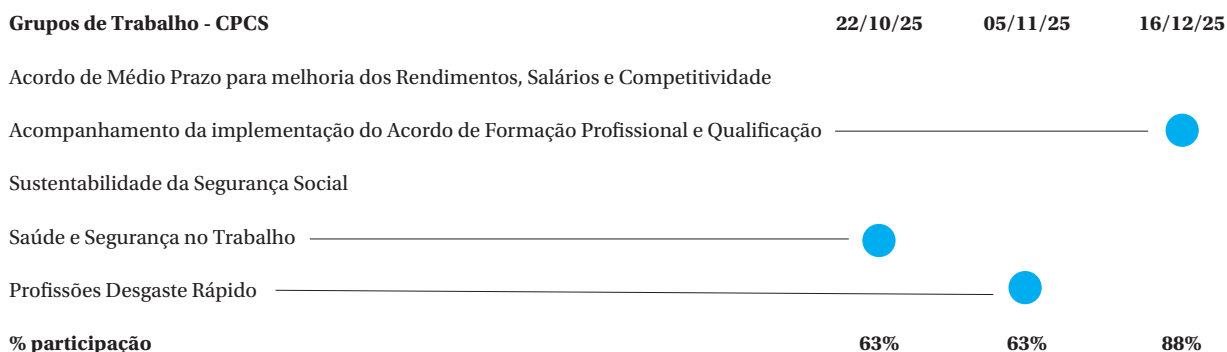 Grupos de Trabalho - CPCS 22/10/25 05/11/25 16/12/25
Acordo de Médio Prazo para melhoria dos Rendimentos, Salários e Competitividade
Acompanhamento da implementação do Acordo de Formação Profissional e Qualificação
Sustentabilidade da Segurança Social
Saúde e Segurança no Trabalho
Profissões Desgaste Rápido
% participação 63% 63% 88%